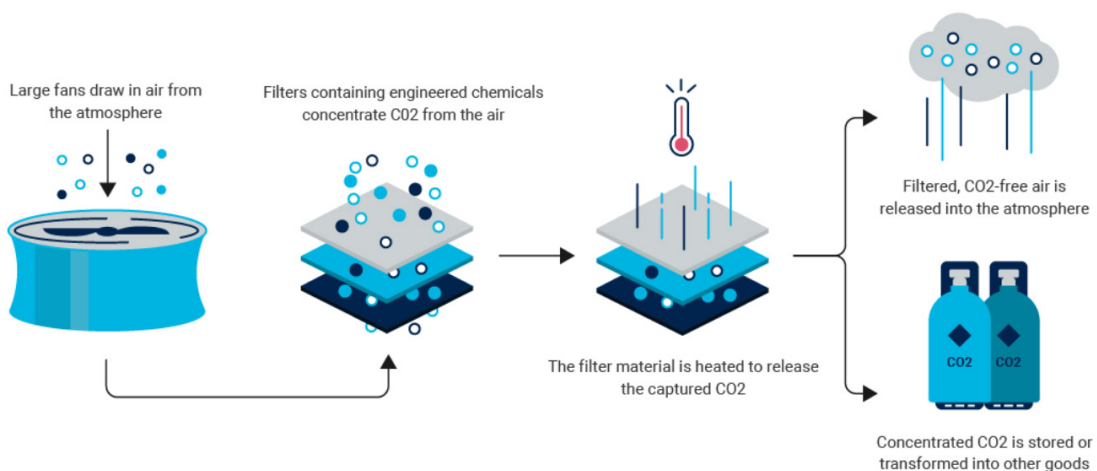 Large fans draw in air from
the atmosphere
Filters containing engineered chemicals
concentrate C02 from the air
The filter material is heated to release
the captured CO2
Filtered, CO2-free air is
released into the atmosphere
CO2
CO2
Concentrated CO2 is stored or
transformed into other goods